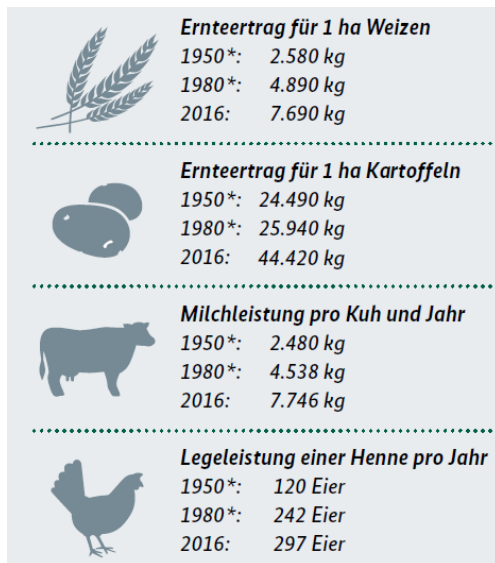 Ernteertrag für 1 ha Weizen
1950*: 2.580 kg
1980*: 4.890 kg
2016: 7.690 kg
Ernteertrag für 1 ha Kartoffeln
1950*: 24.490 kg
1980*: 25.940 kg
2016: 44.420 kg
Milchleistung pro Kuh und Jahr
1950*: 2.480 kg
1980*: 4.538 kg
2016: 7.746 kg
Legeleistung einer Henne pro Jahr
1950*: 120 Eier
1980*: 242 Eier
2016: 297 Eier